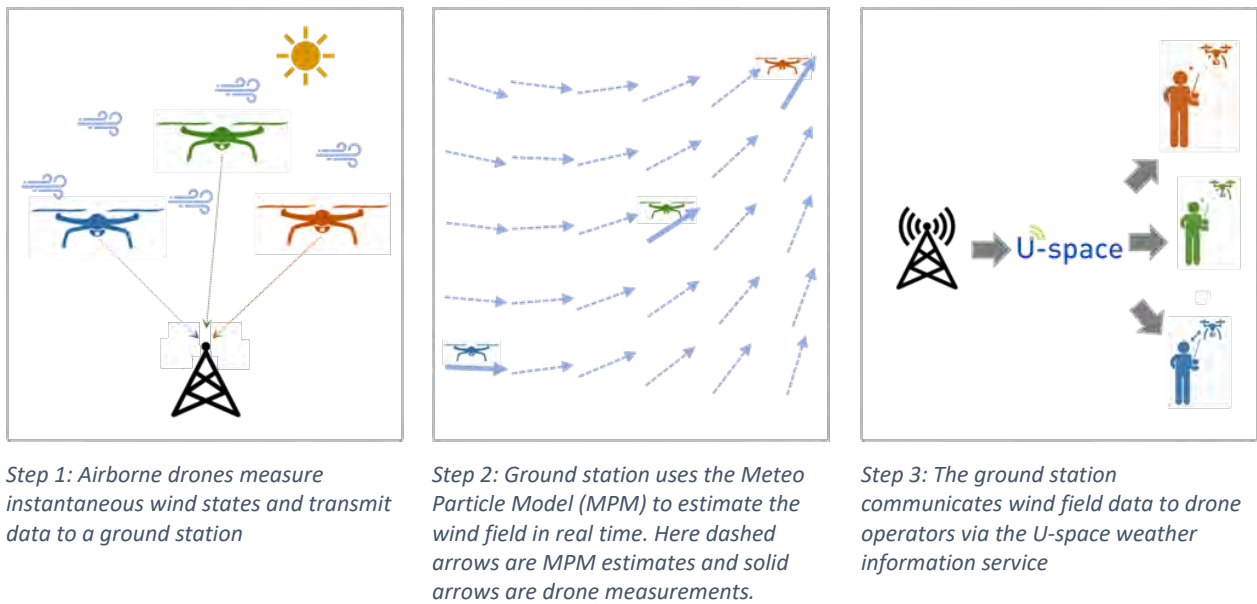 U-space
Step 1: Airborne drones measure
instantaneous wind states and transmit
data to a ground station
Step 2: Ground station uses the Meteo
Particle Model (MPM) to estimate the
wind field in real time. Here dashed
arrows are MPM estimates and solid
arrows are drone measurements.
Step 3: The ground station
communicates wind field data to drone
operators via the U-space weather
information service